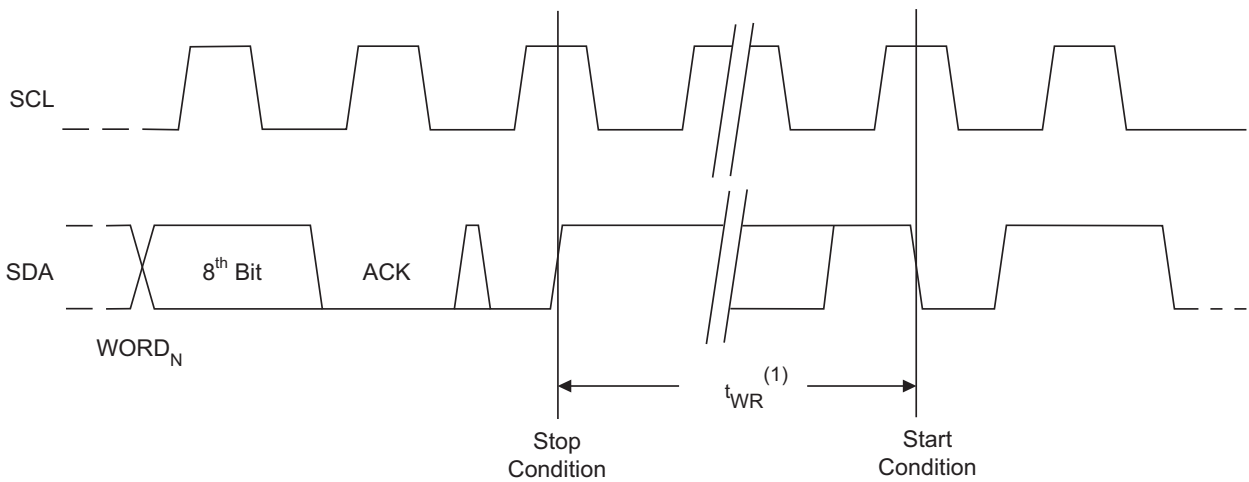 SCL
SDA
8th Bit
ACK
WORDN
tWR(1)
Stop
Condition
Start
Condition